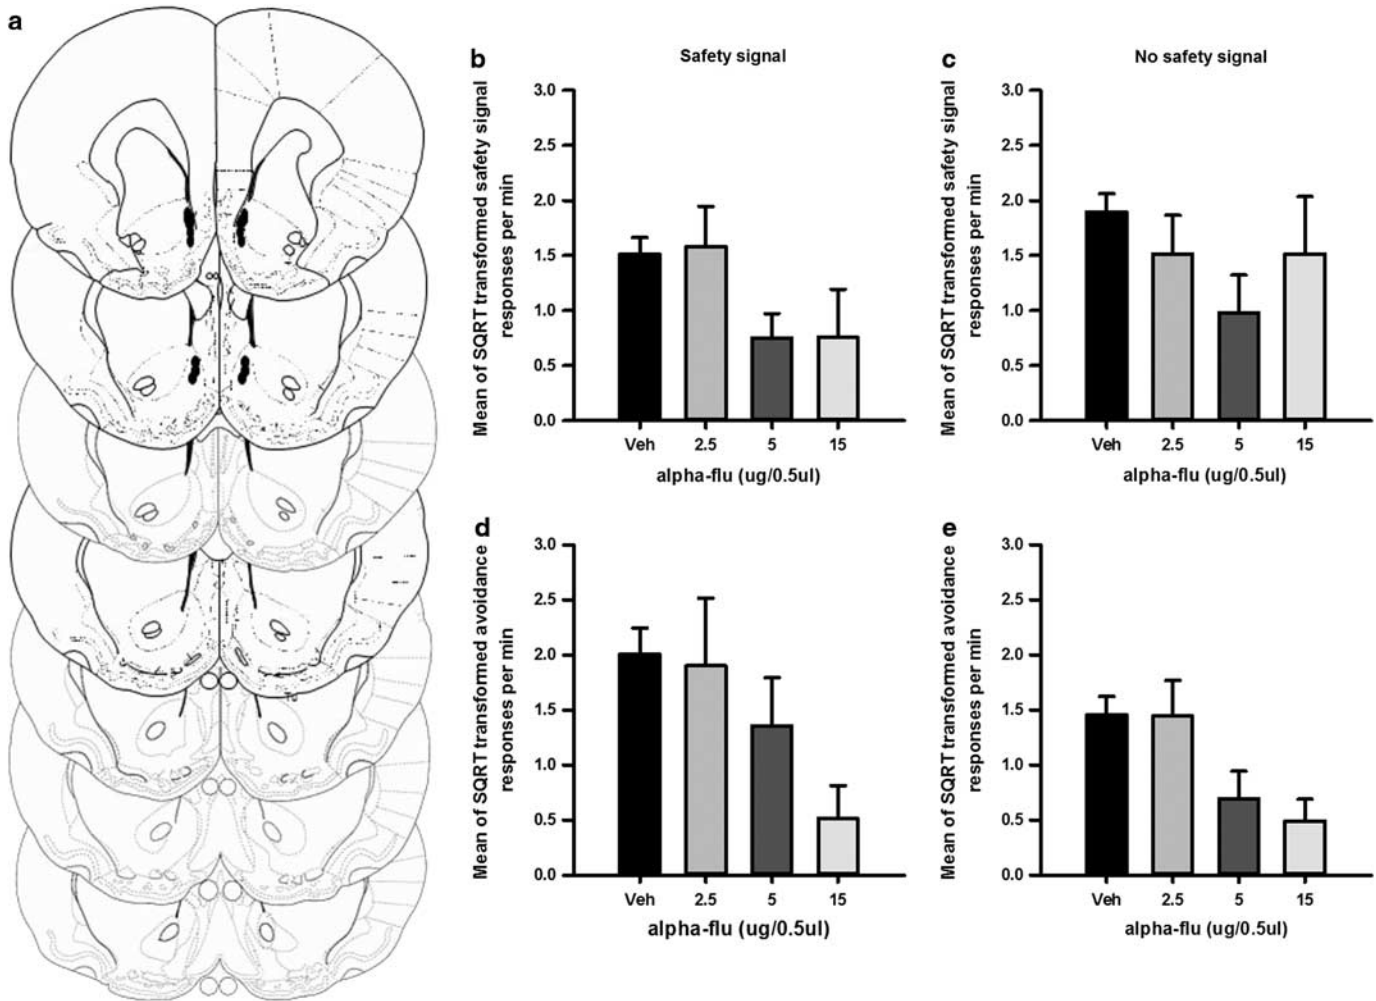 a
b
Safety signal
Mean of SQRT transformed safety signal
responses per min
3.0
2.5
2.0
1.5
1.0
0.5
0.0
Veh 2.5 5 15
alpha-flu (ug/0.5ul)
c
No safety signal
Mean of SQRT transformed safety signal
responses per min
3.0
2.5
2.0
1.5
1.0
0.5
0.0
Veh 2.5 5 15
alpha-flu (ug/0.5ul)
d
Mean of SQRT transformed avoidance
responses per min
3.0
2.5
2.0
1.5
1.0
0.5
0.0
Veh 2.5 5 15
alpha-flu (ug/0.5ul)
e
Mean of SQRT transformed avoidance
responses per min
3.0
2.5
2.0
1.5
1.0
0.5
0.0
Veh 2.5 5 15
alpha-flu (ug/0.5ul)